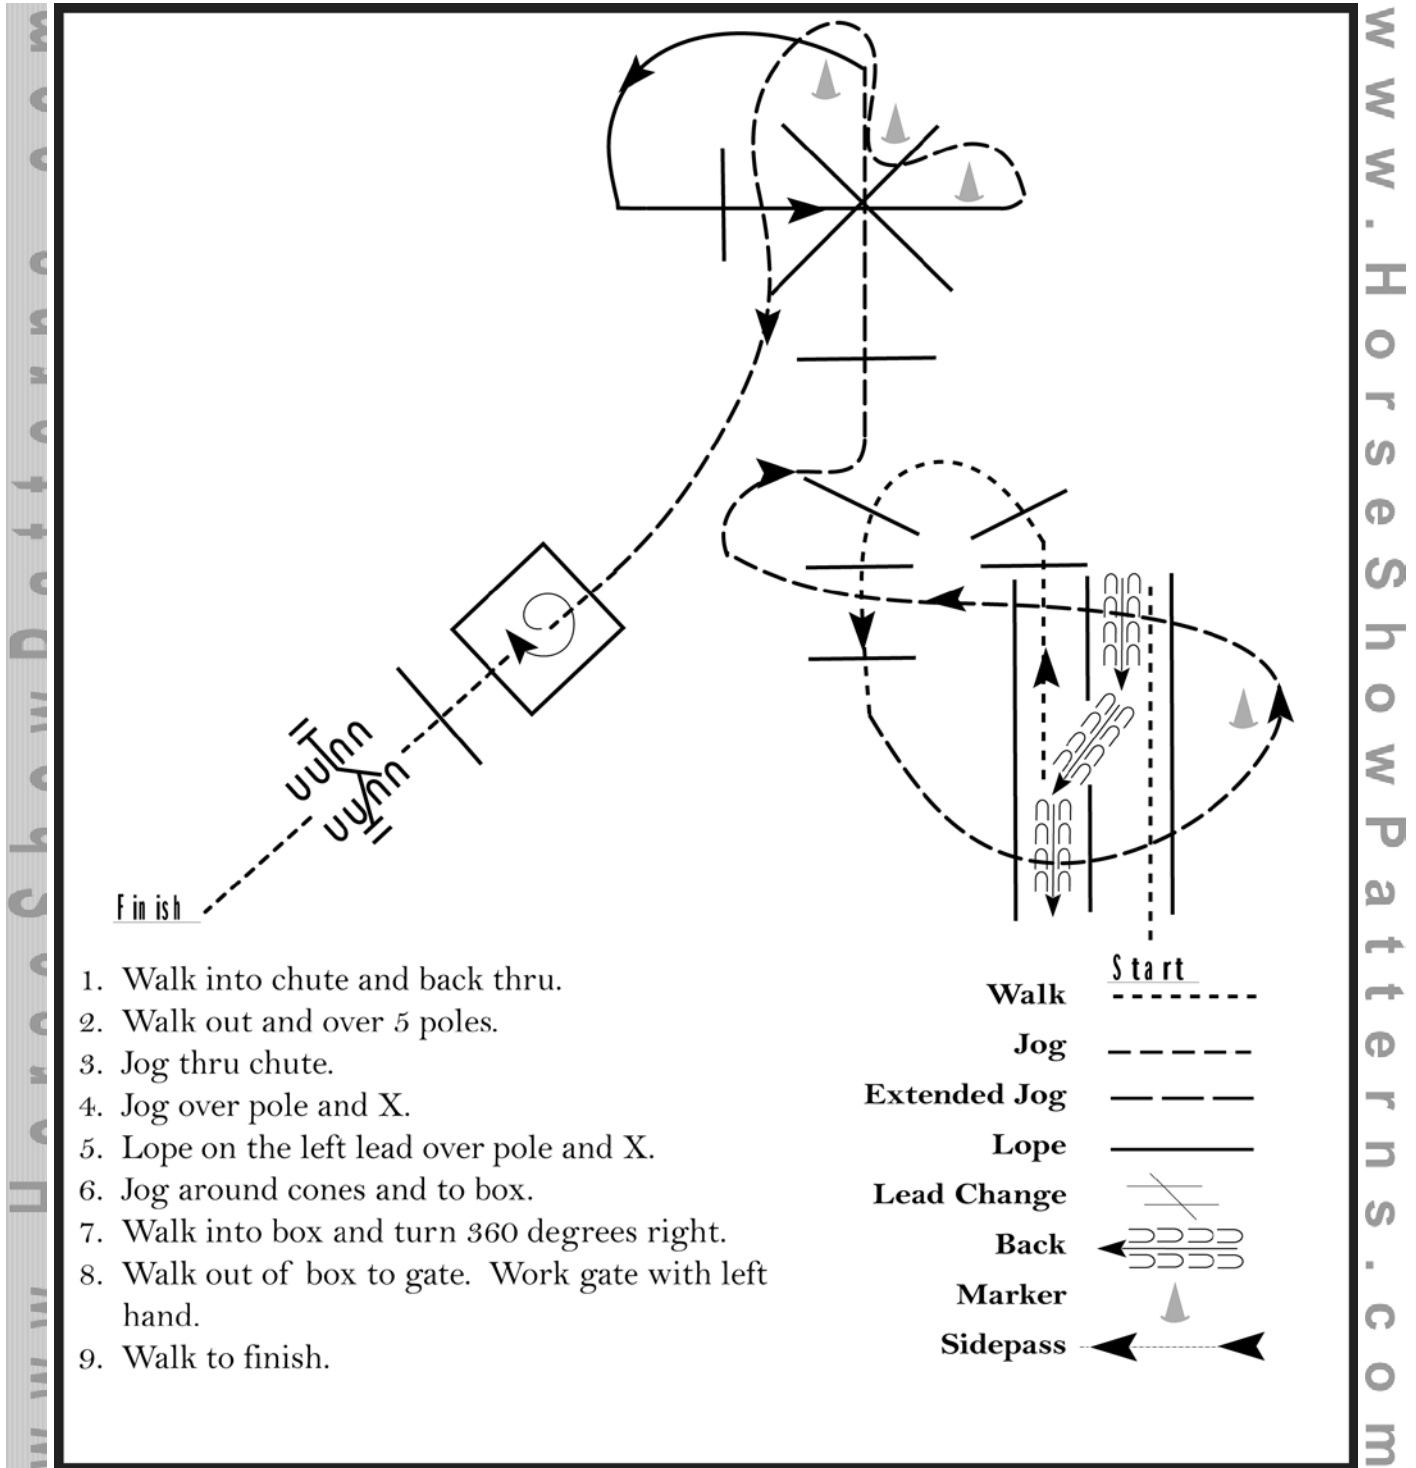 www.HorseShowPatterns.com
www.HorseShowPatterns.com
Finish
Start
1. Walk into chute and back thru.
2. Walk out and over 5 poles.
3. Jog thru chute.
4. Jog over pole and X.
5. Lope on the left lead over pole and X.
6. Jog around cones and to box.
7. Walk into box and turn 360 degrees right.
8. Walk out of box to gate. Work gate with left
hand.
9. Walk to finish.
Walk
Jog
Extended Jog
Lope
Lead Change
Back
Marker
Sidepass